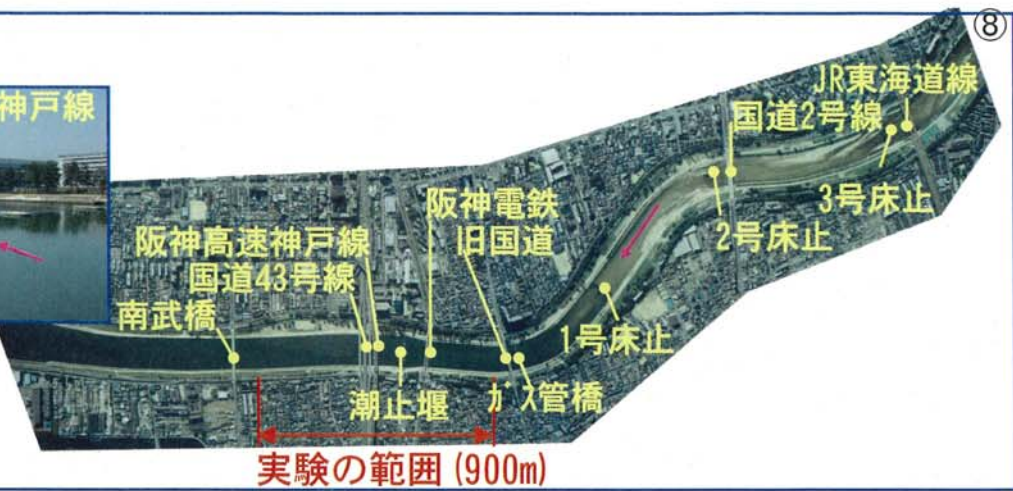 ⑧
神戸線
JR東海道線
国道2号線
3号床止
2号床止
阪神電鉄
旧国道
阪神高速神戸線
国道43号線
南武橋
1号床止
潮止堰
ガス管橋
実験の範囲(900m)